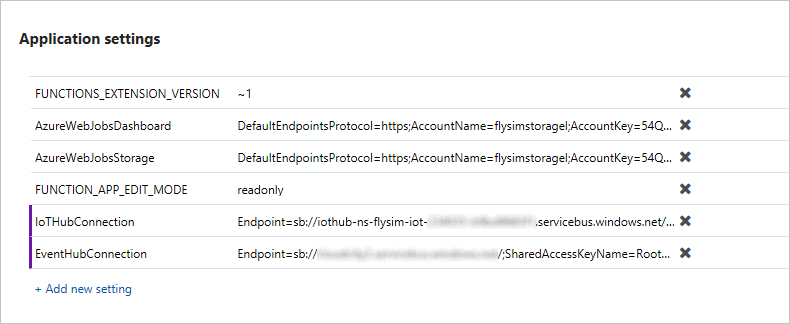 Application settings
FUNCTIONS_EXTENSION_VERSION ~1
AzureWebJobsDashboard DefaultEndpointsProtocol=https;AccountName=flysimstoragel;AccountKey=54Q...
AzureWebJobsStorage DefaultEndpointsProtocol=https;AccountName=flysimstoragel;AccountKey=54Q...
FUNCTION_APP_EDIT_MODE readonly
IoTHubConnection Endpoint=sb://iothub-ns-flysim-iot- .servicebus.windows.net/...
EventHubConnection Endpoint=sb:// /;SharedAccessKeyName=Root...
+ Add new setting